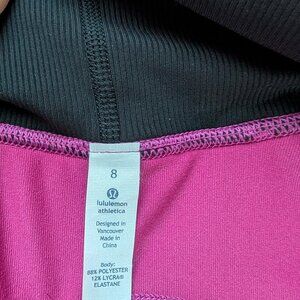 8
lululemon
athletica
Designed in
Vancouver
Made in
China
Body:
88% POLYESTER
12% LYCRA®
ELASTANE